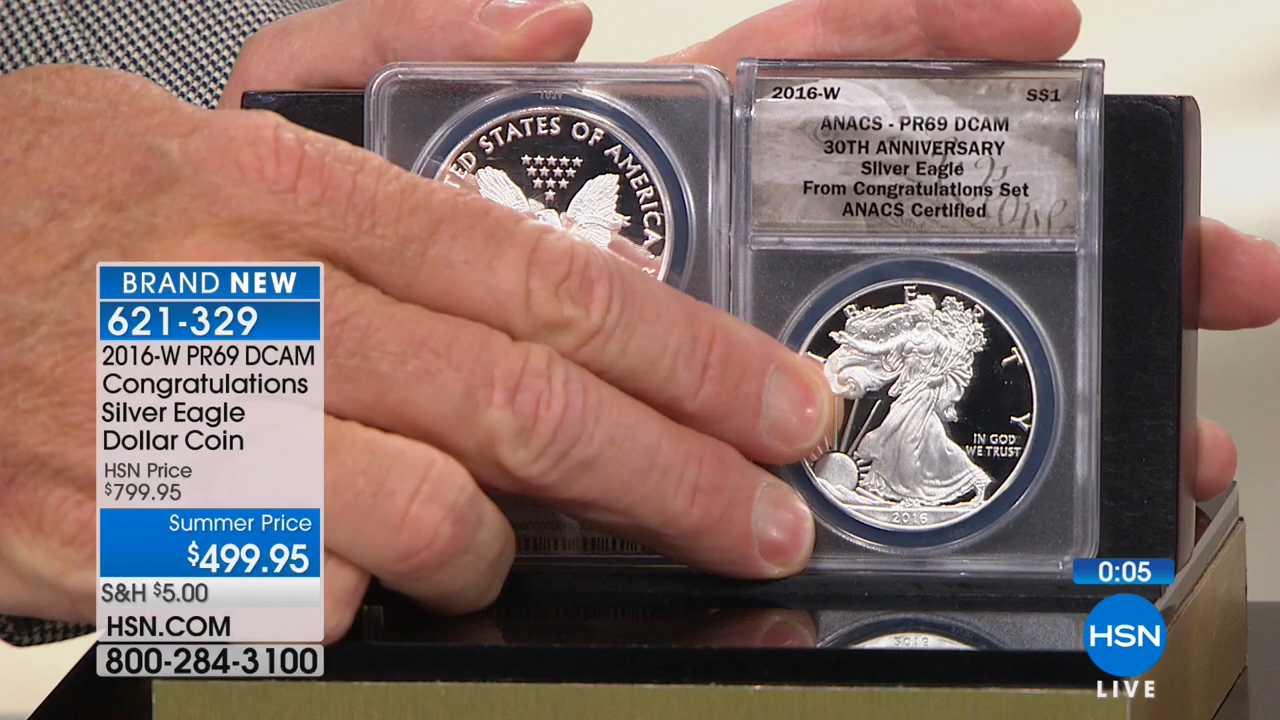 UNITED STATES OF AMERICA
2016-W S$1
ANACS - PR69 DCAM
30TH ANNIVERSARY
Silver Eagle
From Congratulations Set
ANACS Certified
L B E R T Y
IN GOD
WE TRUST
2016
BRAND NEW
621-329
2016-W PR69 DCAM
Congratulations
Silver Eagle
Dollar Coin
HSN Price
$799.95
Summer Price
$499.95
S&H $5.00
HSN.COM
800-284-3100
0:05
HSN
LIVE